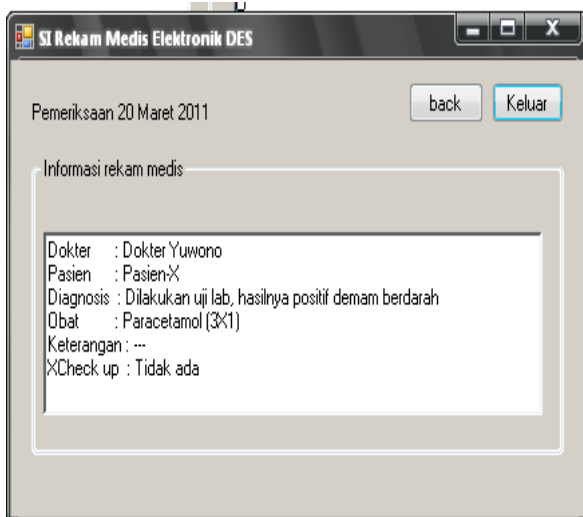 SI Rekam Medis Elektronik DES
Pemeriksaan 20 Maret 2011
back
Keluar
Informasi rekam medis
Dokter : Dokter Yuwono
Pasien : Pasien-X
Diagnosis : Dilakukan uji lab, hasilnya positif demam berdarah
Obat : Paracetamol (3X1)
Keterangan : ---
XCheck up : Tidak ada